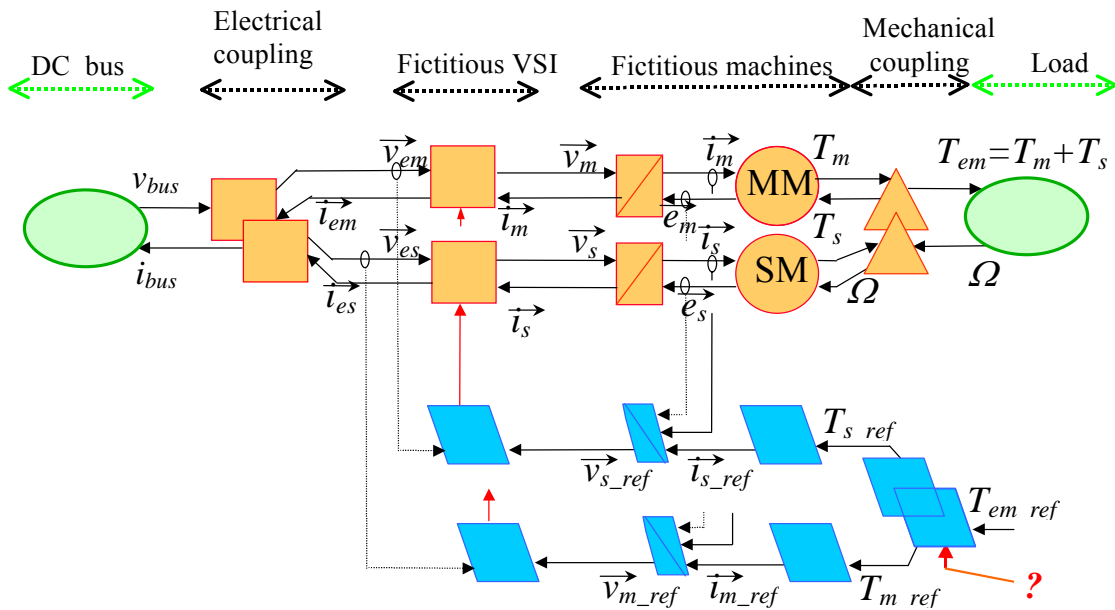 Electrical
coupling
Mechanical
coupling
DC bus
Fictitious VSI
Fictitious machines
Load
v_em
v_m
i_m
T_m
T_em=T_m+T_s
v_bus
MM
i_em
i_m
e_m
i_s
T_s
v_es
v_s
i_bus
SM
Ω
Ω
i_es
i_s
e_s
T_s ref
v_s_ref
i_s_ref
T_em ref
v_m_ref
i_m_ref
T_m ref
?